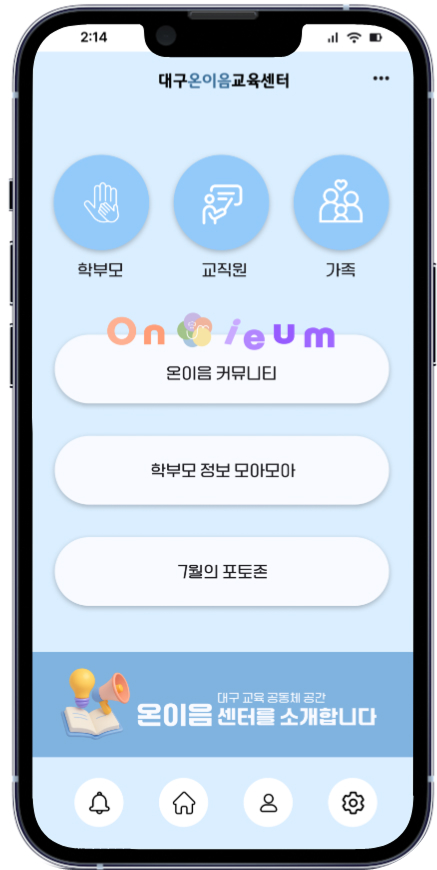 2:14
대구온이음교육센터
학부모
교직원
가족
On ieum
온이음 커뮤니티
학부모 정보 모아모아
7월의 포토존
대구 교육 공동체 공간
온이음 센터를 소개합니다